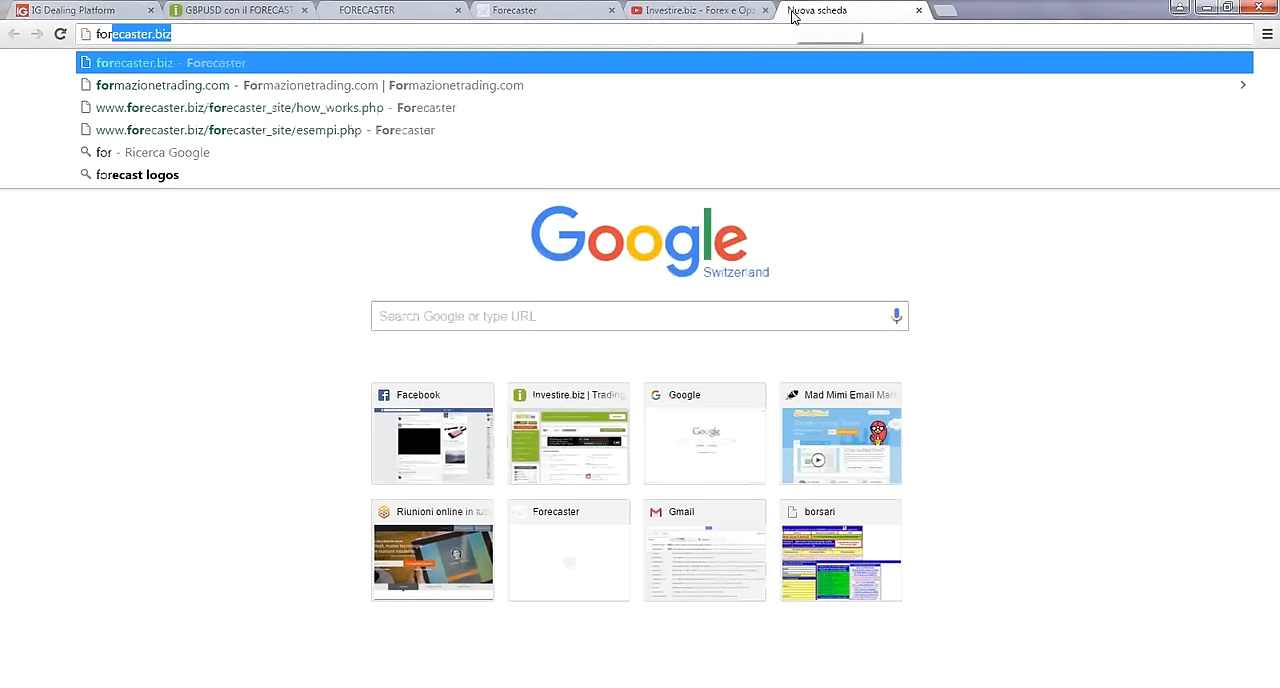 IG Dealing Platform
GBPUSD con il FORECAST
FORECASTER
Forecaster
Investire.biz - Forex e Opz
Nuova scheda
forecaster.biz
forecaster.biz - Forecaster
formazionetrading.com - Formazionetrading.com | Formazionetrading.com
www.forecaster.biz/forecaster_site/how_works.php - Forecaster
www.forecaster.biz/forecaster_site/esempi.php - Forecaster
for - Ricerca Google
forecast logos
Google
Switzerland
Search Google or type URL
Facebook
Investire.biz | Trading
Google
Mad Mimi Email Mar
Google
Riunioni online in
Forecaster
Gmail
borsari